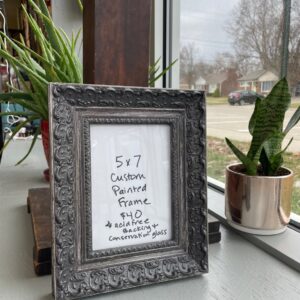 5x7
Custom
Painted
Frame
$40
* acid free
Backing +
conservation glass